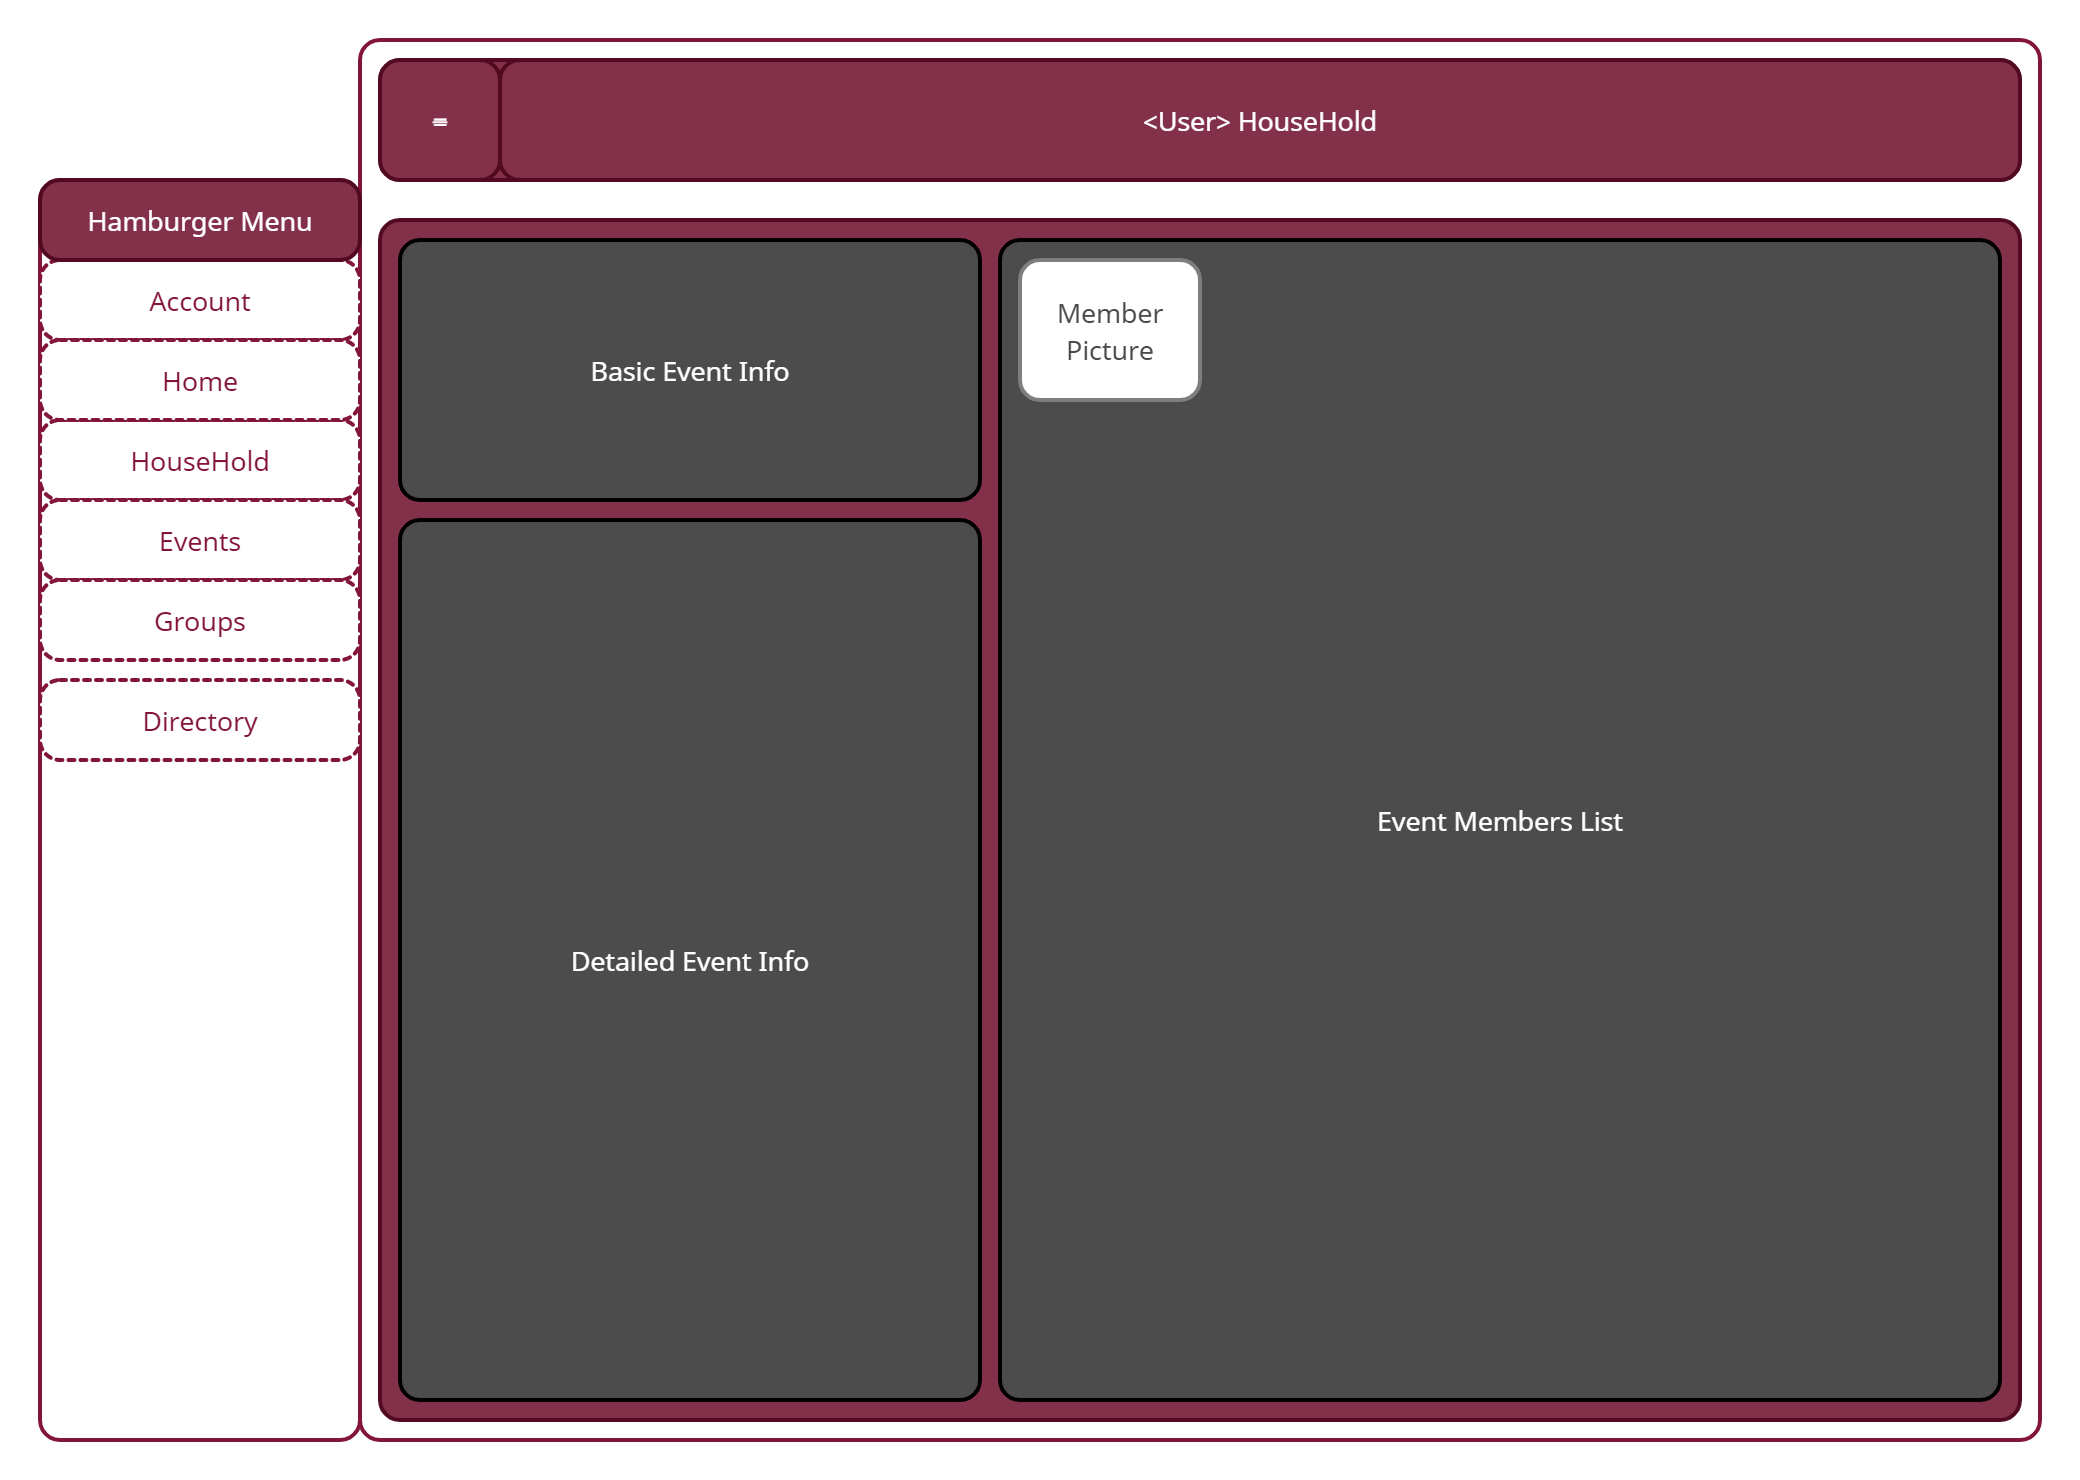 <User> HouseHold
Hamburger Menu
Account
Home
HouseHold
Events
Groups
Directory
Basic Event Info
Detailed Event Info
Member
Picture
Event Members List